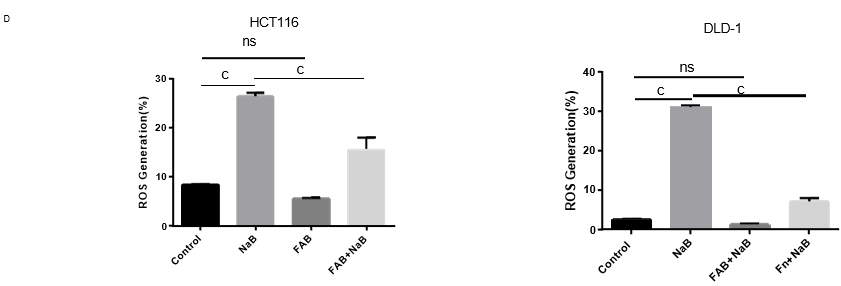 D
HCT116
ns
c
c
ROS Generation(%)
30
20
10
0
Control
NaB
FAB
FAB+NaB
DLD-1
ns
c
c
ROS Generation(%)
40
30
20
10
0
Control
NaB
FAB+NaB
Fn+NaB